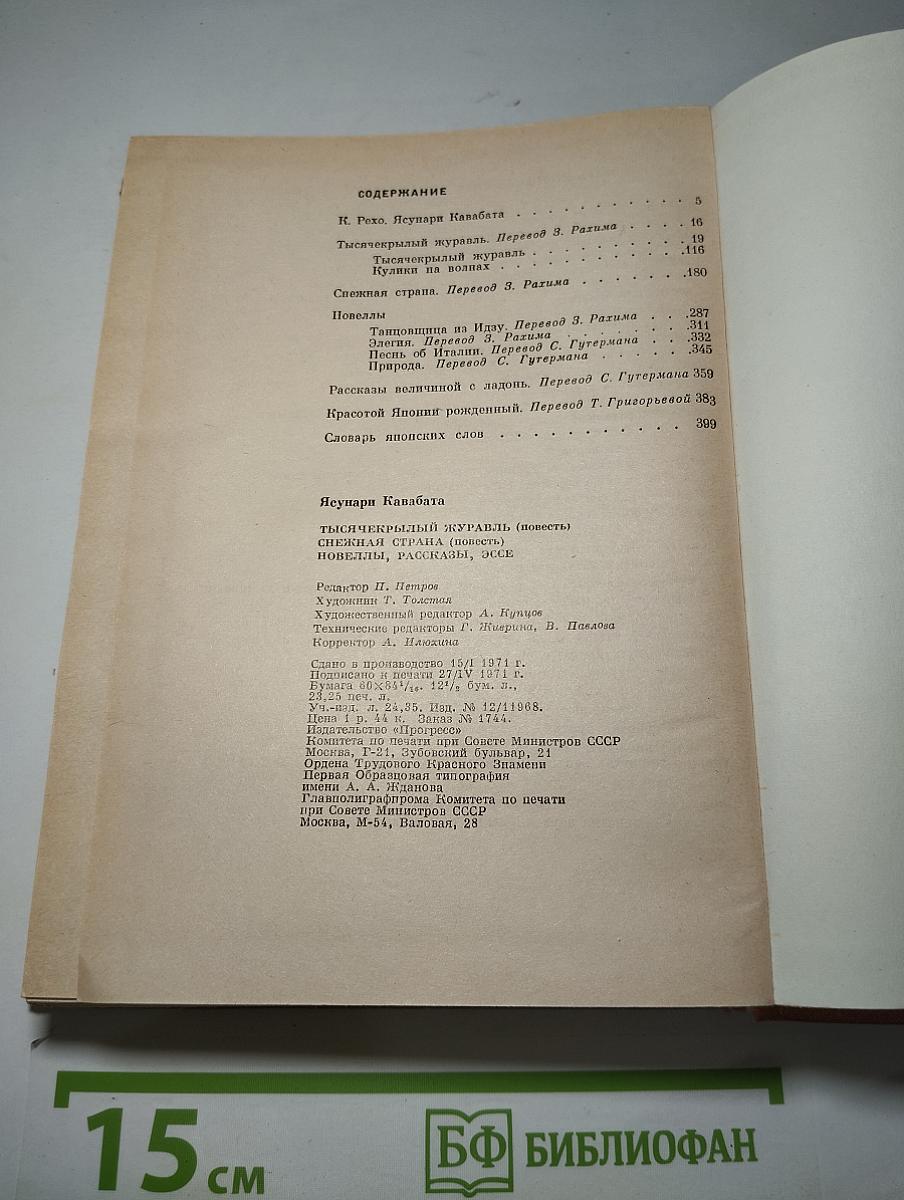 СОДЕРЖАНИЕ
К. Рехо. Ясунари Кавабата . . . . . . . . . . 5
Тысячекрылый журавль. Перевод З. Рахима . . . . 16
Тысячекрылый журавль . . . . . . . . . 19
Кулики на волнах . . . . . . . . . . .116
Снежная страна. Перевод З. Рахима . . . . . . .180
Новеллы
Танцовщица из Идзу. Перевод З. Рахима . . .287
Элегия. Перевод З. Рахима . . . . . . . .311
Песнь об Италии. Перевод С. Гутермана . . .332
Природа. Перевод С. Гутермана . . . . . .345
Рассказы величиной с ладонь. Перевод С. Гутермана 359
Красотой Японии рожденный. Перевод Т. Григорьевой 383
Словарь японских слов . . . . . . . . . . . 399
Ясунари Кавабата
ТЫСЯЧЕКРЫЛЫЙ ЖУРАВЛЬ (повесть)
СНЕЖНАЯ СТРАНА (повесть)
НОВЕЛЛЫ, РАССКАЗЫ, ЭССЕ
Редактор П. Петров
Художник Т. Толстая
Художественный редактор А. Купцов
Технические редакторы Г. Живрина, В. Павлова
Корректор А. Илюхина
Сдано в производство 15/I 1971 г.
Подписано к печати 27/IV 1971 г.
Бумага 60×84¹/₁₆. 12¹/₂ бум. л.,
23,25 печ. л.
Уч.-изд. л. 24,35. Изд. № 12/11968.
Цена 1 р. 44 к. Заказ № 1744.
Издательство «Прогресс»
Комитета по печати при Совете Министров СССР
Москва, Г-21, Зубовский бульвар, 21
Ордена Трудового Красного Знамени
Первая Образцовая типография
имени А. А. Жданова
Главполиграфпрома Комитета по печати
при Совете Министров СССР
Москва, М-54, Валовая, 28
15 см
БФ БИБЛИОФАН